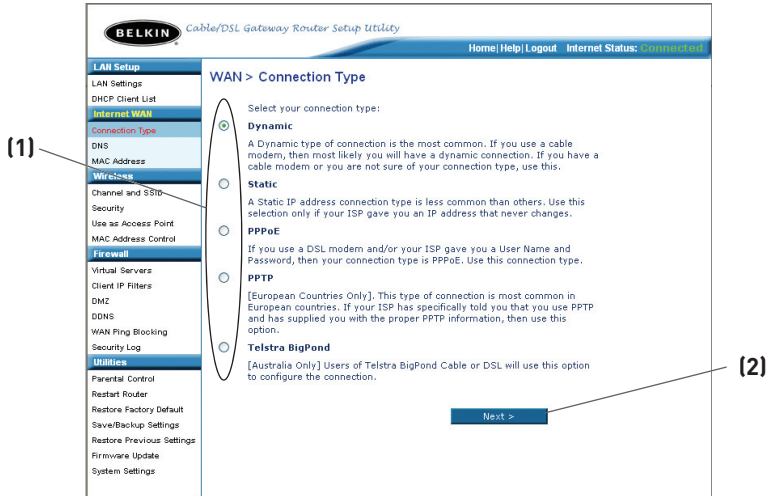 BELKIN
Cable/DSL Gateway Router Setup Utility
Home| Help| Logout Internet Status: Connected
LAN Setup
LAN Settings
DHCP Client List
Internet WAN
Connection Type
DNS
MAC Address
Wireless
Channel and SSID
Security
Use as Access Point
MAC Address Control
Firewall
Virtual Servers
Client IP Filters
DMZ
DDNS
WAN Ping Blocking
Security Log
Utilities
Parental Control
Restart Router
Restore Factory Default
Save/Backup Settings
Restore Previous Settings
Firmware Update
System Settings
WAN > Connection Type
Select your connection type:
Dynamic
A Dynamic type of connection is the most common. If you use a cable
modem, then most likely you will have a dynamic connection. If you have a
cable modem or you are not sure of your connection type, use this.
Static
A Static IP address connection type is less common than others. Use this
selection only if your ISP gave you an IP address that never changes.
PPPoE
If you use a DSL modem and/or your ISP gave you a User Name and
Password, then your connection type is PPPoE. Use this connection type.
PPTP
[European Countries Only]. This type of connection is most common in
European countries. If your ISP has specifically told you that you use PPTP
and has supplied you with the proper PPTP information, then use this
option.
Telstra BigPond
[Australia Only] Users of Telstra BigPond Cable or DSL will use this option
to configure the connection.
Next >
(1)
(2)